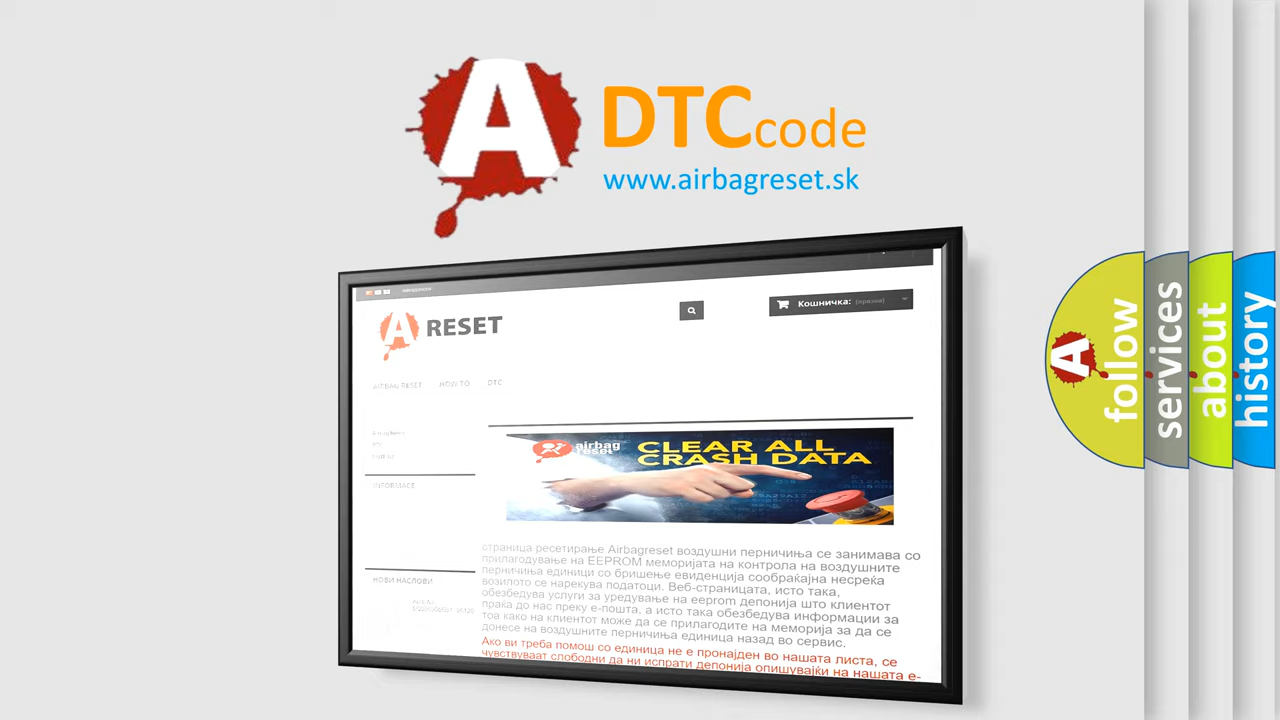 A
DTC code
www.airbagreset.sk
A RESET
Кошничка: (празни)
AIRBAG RESET HOW TO DTC
airbag reset
CLEAR ALL
CRASH DATA
INFORMACE
НОВИ НАСЛОВИ
страница ресетирање Airbagreset воздушни перничиња се занимава со
прилагодување на EEPROM меморијата на контрола на воздушните
перничиња единици со бришење евиденција сообраќајна несреќа
возилото се нарекува податоци. Веб-страницата, исто така,
обезбедува услуги за уредување на eeprom депонија што клиентот
праќа до нас преку е-пошта, а исто така обезбедува информации за
тоа како на клиентот може да се прилагодите на меморија за да се
донесе на воздушните перничиња единица назад во сервис.
Ако ви треба помош со единица не е пронајден во нашата листа, се
чувствуваат слободни да ни испрати депонија опишувајќи на нашата е-
A
follow
services
about
history